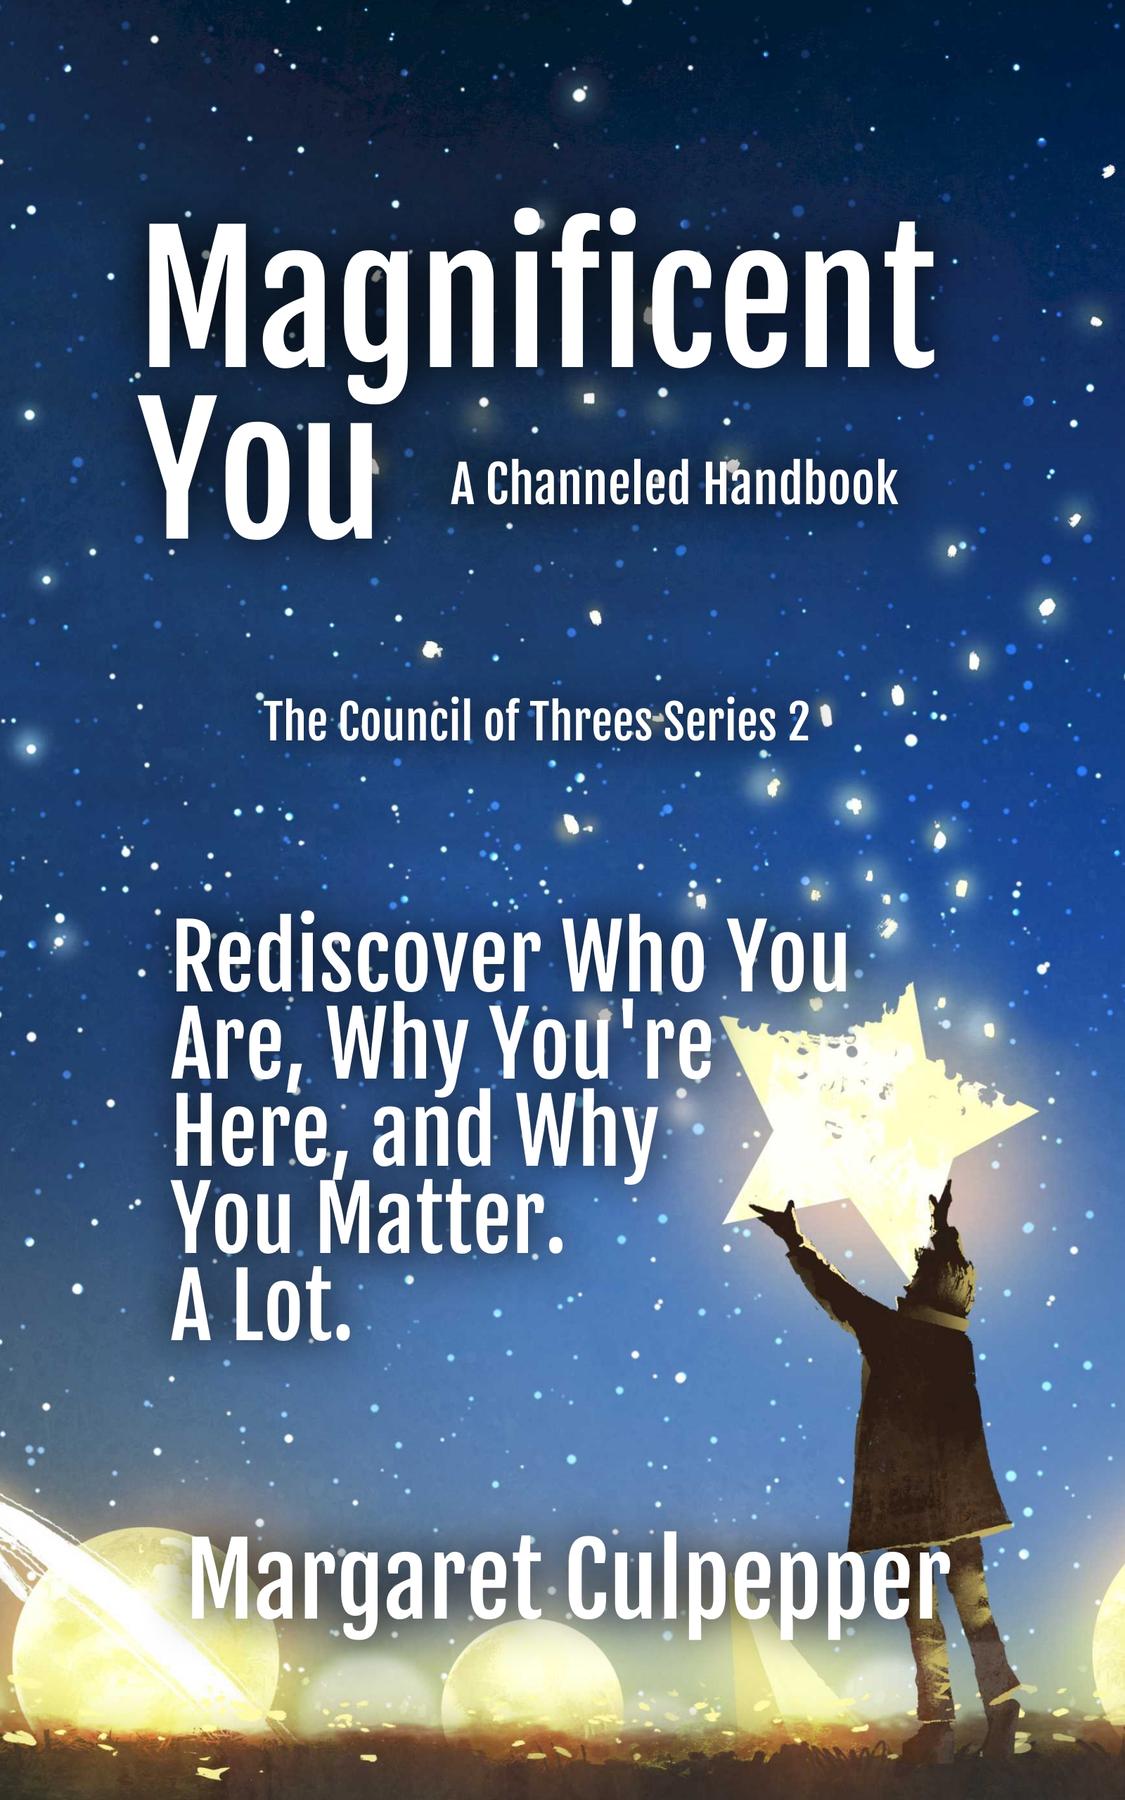 Magnificent
You
A Channeled Handbook
The Council of Threes Series 2
Rediscover Who You
Are, Why You're
Here, and Why
You Matter.
A Lot.
Margaret Culpepper